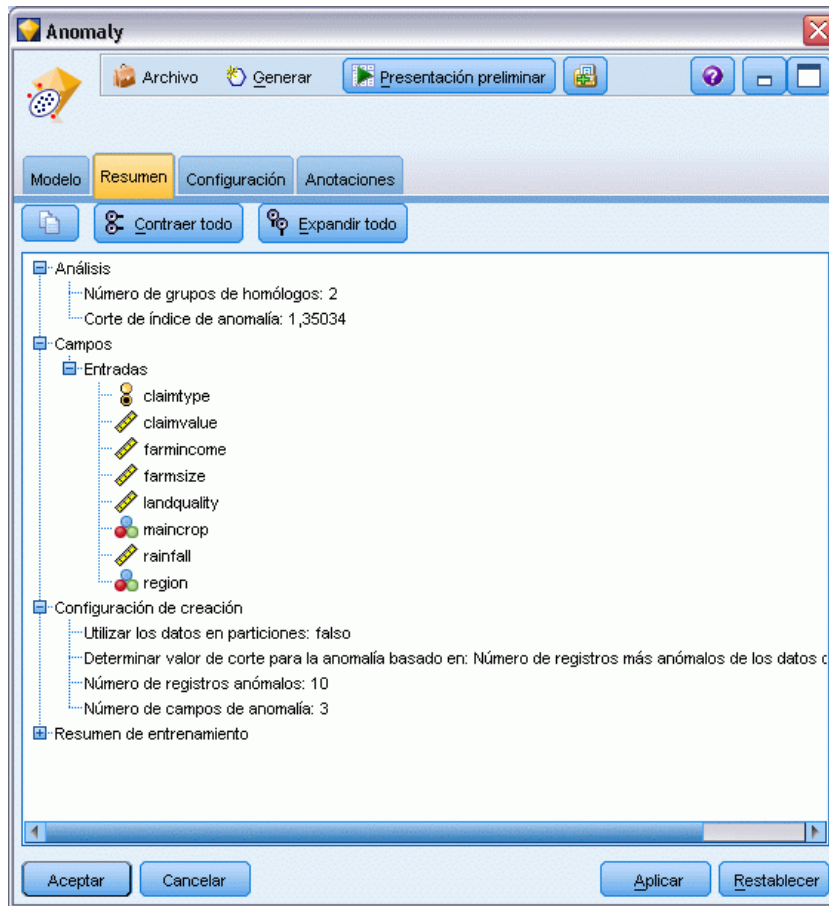 Anomaly
Archivo Generar Presentación preliminar
Modelo Resumen Configuración Anotaciones
Contraer todo Expandir todo
Análisis
Número de grupos de homólogos: 2
Corte de índice de anomalía: 1,35034
Campos
Entradas
claimtype
claimvalue
farmincome
farmsize
landquality
maincrop
rainfall
region
Configuración de creación
Utilizar los datos en particiones: falso
Determinar valor de corte para la anomalía basado en: Número de registros más anómalos de los datos
Número de registros anómalos: 10
Número de campos de anomalía: 3
Resumen de entrenamiento
Aceptar Cancelar Aplicar Restablecer